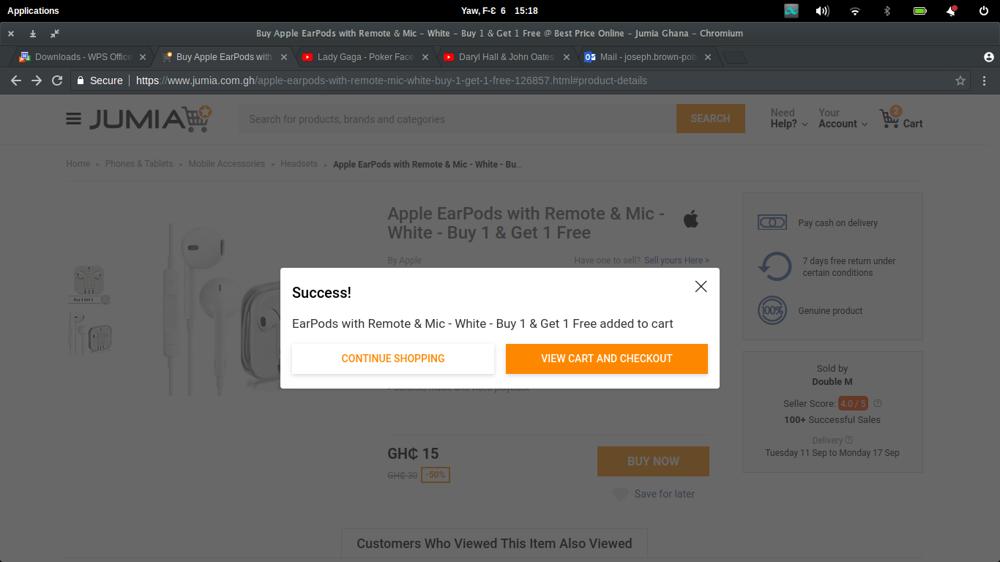 Applications
Yaw, F-Ɛ 6 15:18
Buy Apple EarPods with Remote & Mic – White – Buy 1 & Get 1 Free @ Best Price Online – Jumia Ghana – Chromium
Downloads - WPS Office
Buy Apple EarPods with
Lady Gaga - Poker Face
Daryl Hall & John Oates
Mail - joseph.brown-pob
Secure
https://www.jumia.com.gh/apple-earpods-with-remote-mic-white-buy-1-get-1-free-126857.html#product-details
JUMIA
Search for products, brands and categories
SEARCH
Need
Help?
Your
Account
2
Cart
Home > Phones & Tablets > Mobile Accessories > Headsets > Apple EarPods with Remote & Mic - White - Bu...
Apple EarPods with Remote & Mic -
White - Buy 1 & Get 1 Free
By Apple
Have one to sell? Sell yours Here >
Buy 1 Get 1
Success!
EarPods with Remote & Mic - White - Buy 1 & Get 1 Free added to cart
CONTINUE SHOPPING
VIEW CART AND CHECKOUT
> Controls music and video playback
GH₵ 15
GH₵ 30
-50%
BUY NOW
Save for later
Pay cash on delivery
7 days free return under
certain conditions
100%
Genuine product
Sold by
Double M
Seller Score: 4.0 / 5 ?
100+ Successful Sales
Delivery ?
Tuesday 11 Sep to Monday 17 Sep
Customers Who Viewed This Item Also Viewed